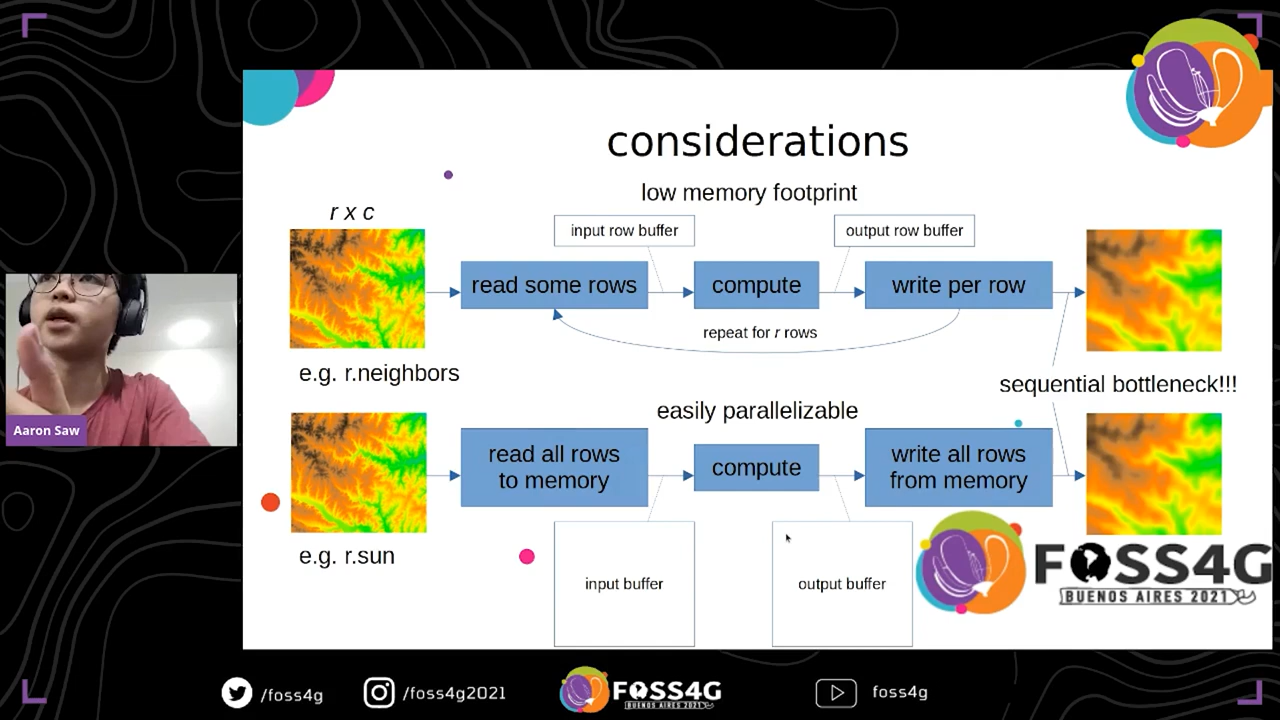 considerations
low memory footprint
r x c
input row buffer
output row buffer
read some rows
compute
write per row
repeat for r rows
e.g. r.neighbors
sequential bottleneck!!!
easily parallelizable
read all rows
to memory
compute
write all rows
from memory
Aaron Saw
e.g. r.sun
input buffer
output buffer
FOSS4G
BUENOS AIRES 2021
/foss4g
/foss4g2021
FOSS4G
BUENOS AIRES 2021
foss4g